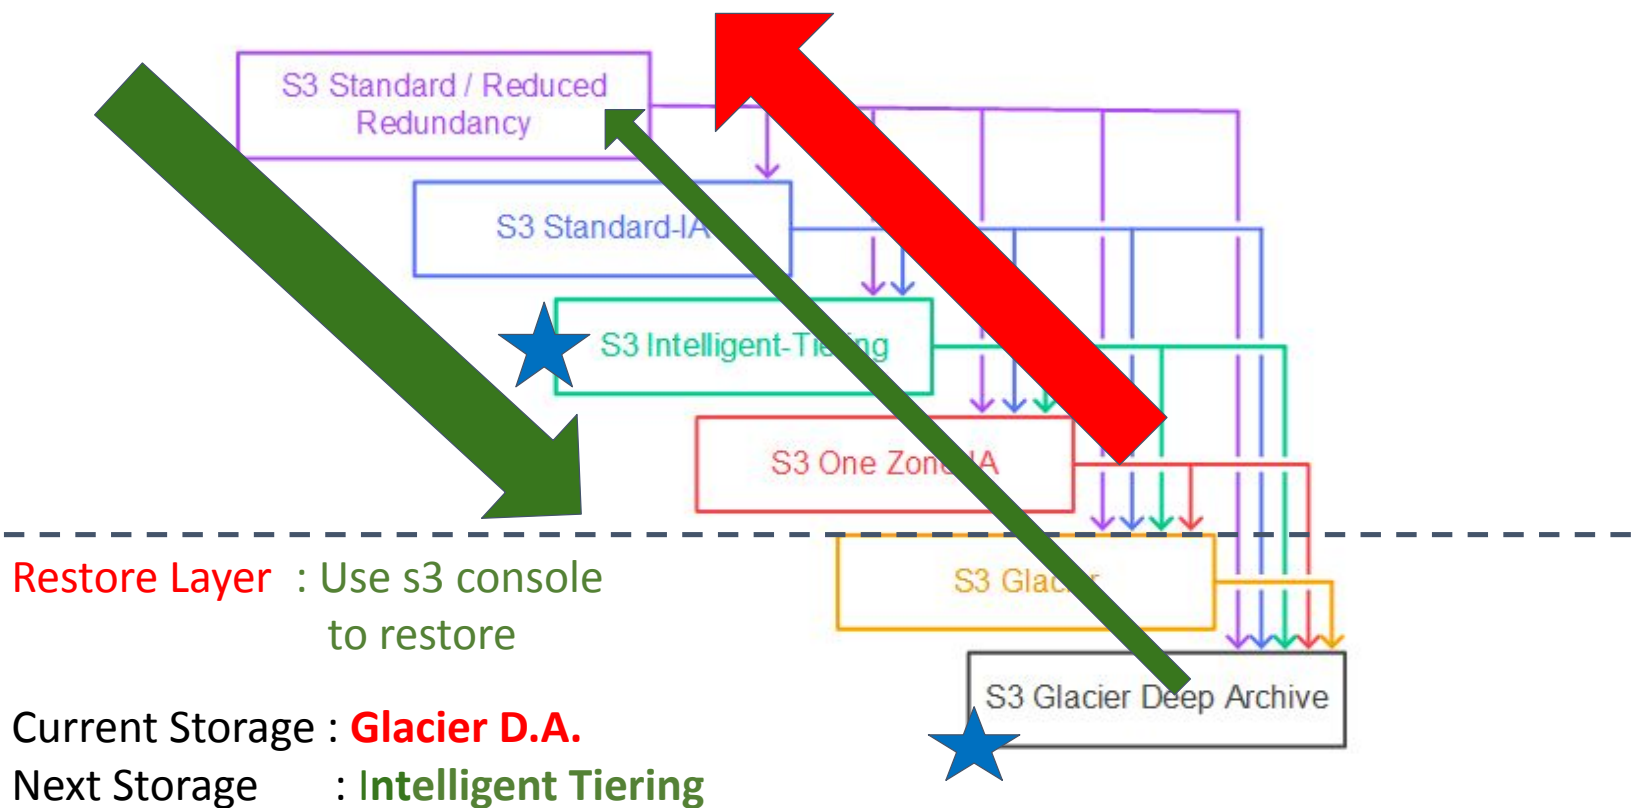 S3 Standard / Reduced
Redundancy
S3 Standard-IA
S3 Intelligent-Tiering
S3 One Zone-IA
S3 Glacier
S3 Glacier Deep Archive
Restore Layer : Use s3 console
to restore
Current Storage : Glacier D.A.
Next Storage : Intelligent Tiering